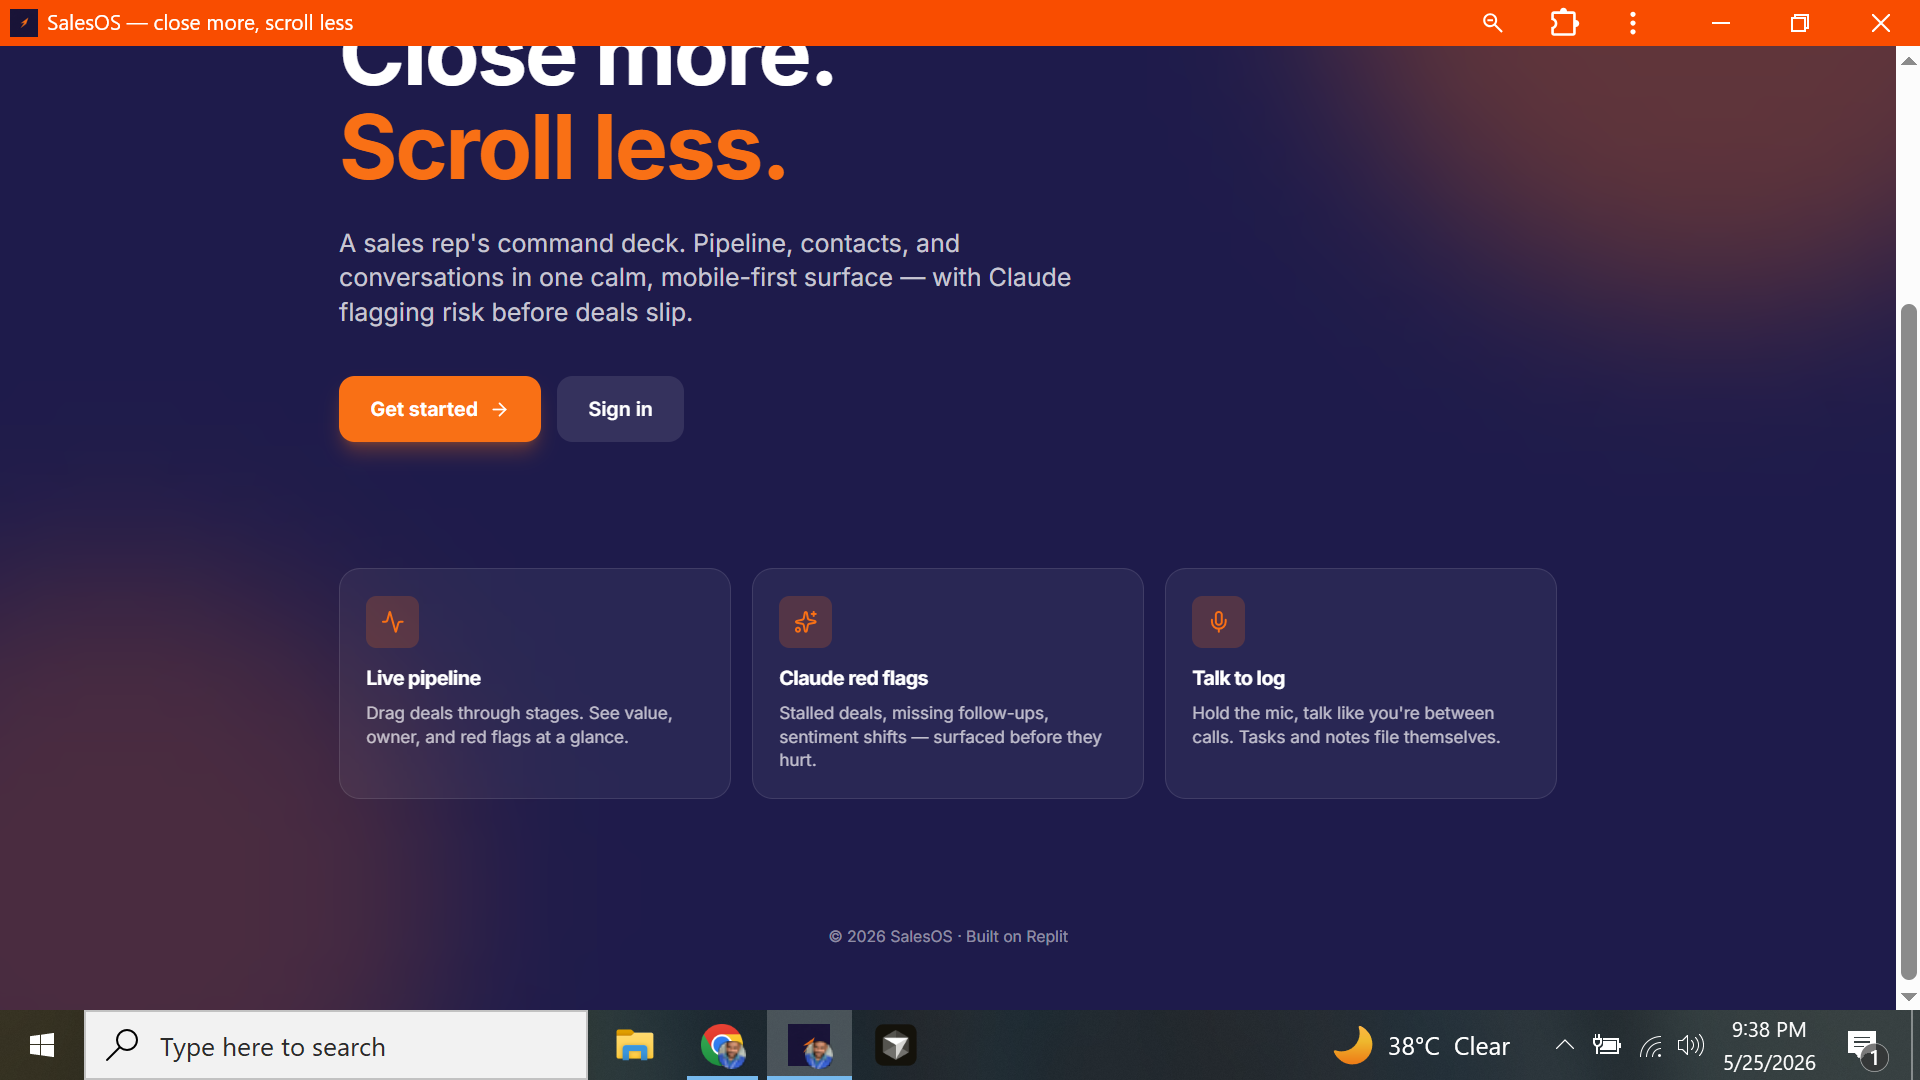 SalesOS — close more, scroll less
Close more.
Scroll less.
A sales rep's command deck. Pipeline, contacts, and
conversations in one calm, mobile-first surface — with Claude
flagging risk before deals slip.
Get started →
Sign in
Live pipeline
Drag deals through stages. See value,
owner, and red flags at a glance.
Claude red flags
Stalled deals, missing follow-ups,
sentiment shifts — surfaced before they
hurt.
Talk to log
Hold the mic, talk like you're between
calls. Tasks and notes file themselves.
© 2026 SalesOS · Built on Replit
Type here to search
38°C Clear
9:38 PM
5/25/2026
1